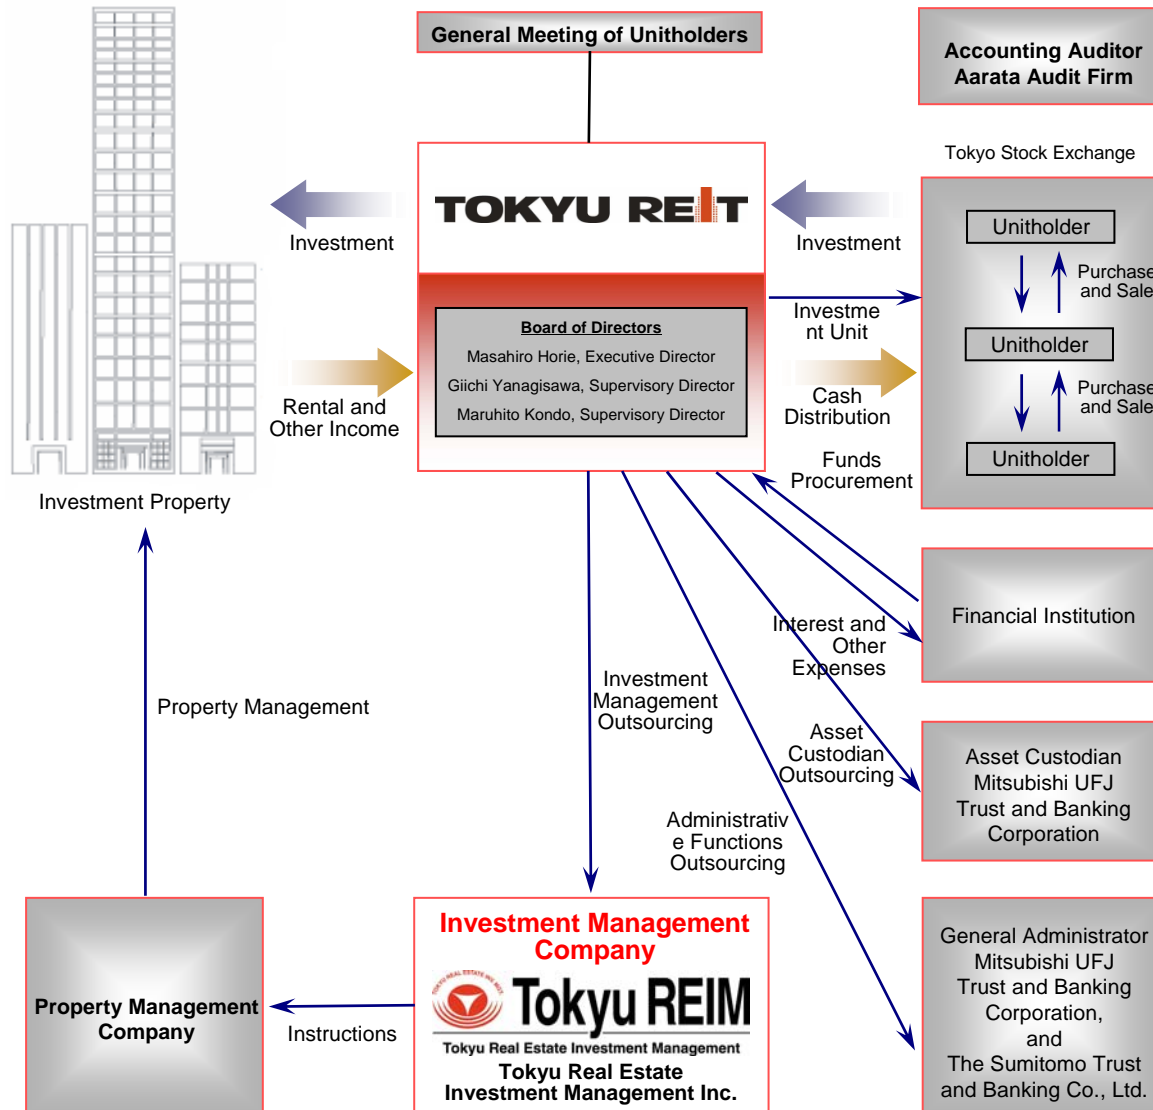 General Meeting of Unitholders
Accounting Auditor
Aarata Audit Firm
Tokyo Stock Exchange
TOKYU REIT
Investment
Investment
Unitholder
Purchase
and Sale
Unitholder
Purchase
and Sale
Unitholder
Investme
nt Unit
Board of Directors
Masahiro Horie, Executive Director
Giichi Yanagisawa, Supervisory Director
Maruhito Kondo, Supervisory Director
Rental and
Other Income
Cash
Distribution
Funds
Procurement
Investment Property
Financial Institution
Interest and
Other
Expenses
Investment
Management
Outsourcing
Property Management
Asset
Custodian
Outsourcing
Asset Custodian
Mitsubishi UFJ
Trust and Banking
Corporation
Administrativ
e Functions
Outsourcing
Investment Management
Company
Tokyu REIM
Tokyu Real Estate Investment Management
Tokyu Real Estate
Investment Management Inc.
Instructions
Property Management
Company
General Administrator
Mitsubishi UFJ
Trust and Banking
Corporation,
and
The Sumitomo Trust
and Banking Co., Ltd.